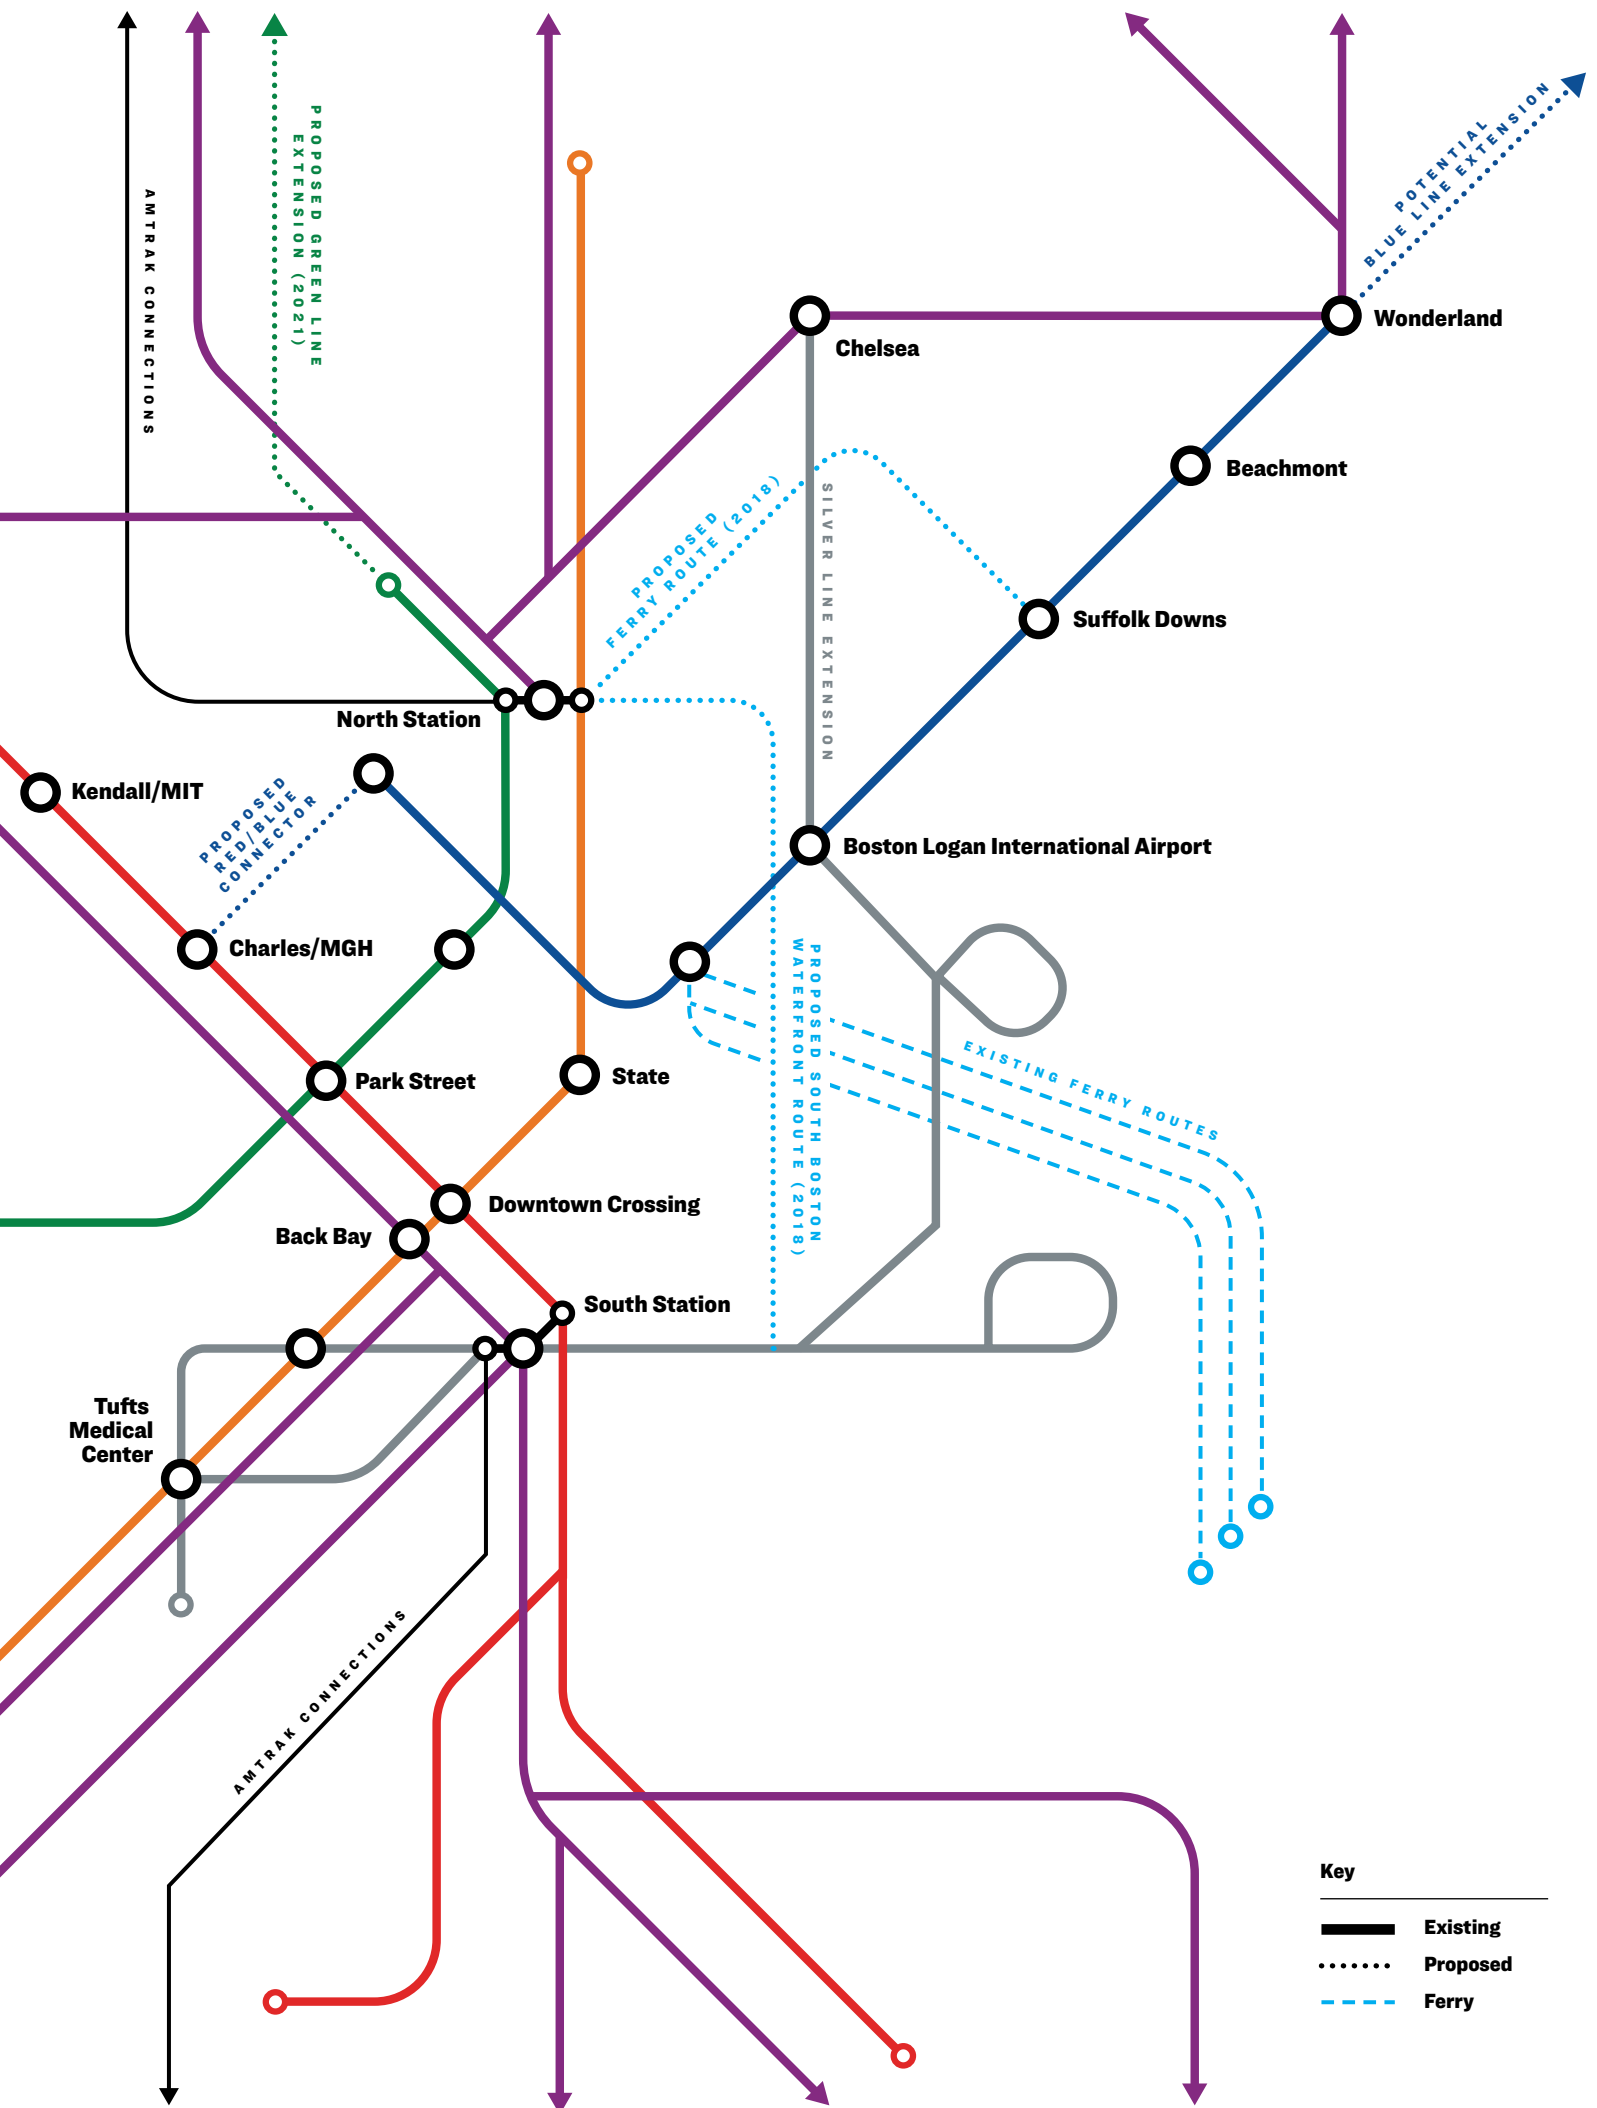 PROPOSED GREEN LINE
EXTENSION (2021)
AMTRAK CONNECTIONS
POTENTIAL
BLUE LINE EXTENSION
Wonderland
Chelsea
Beachmont
PROPOSED
FERRY ROUTE (2018)
SILVER LINE EXTENSION
Suffolk Downs
North Station
Kendall/MIT
PROPOSED
RED/BLUE
CONNECTOR
Boston Logan International Airport
Charles/MGH
PROPOSED SOUTH BOSTON
WATERFRONT ROUTE (2018)
EXISTING FERRY ROUTES
Park Street
State
Downtown Crossing
Back Bay
South Station
Tufts
Medical
Center
AMTRAK CONNECTIONS
Key
Existing
Proposed
Ferry